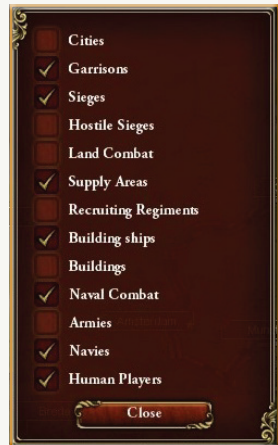 Cities
Garrisons
Sieges
Hostile Sieges
Land Combat
Supply Areas
Recruiting Regiments
Building ships
Buildings
Naval Combat
Armies
Navies
Human Players
Close